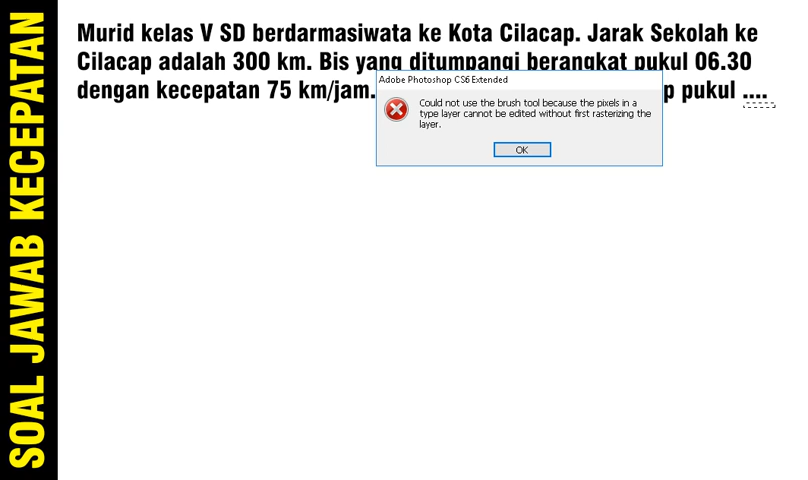 SOAL JAWAB KECEPATAN
Murid kelas V SD berdarmasiwata ke Kota Cilacap. Jarak Sekolah ke
Cilacap adalah 300 km. Bis yang ditumpangi berangkat pukul 06.30
dengan kecepatan 75 km/jam. p pukul ....
Adobe Photoshop CS6 Extended
Could not use the brush tool because the pixels in a
type layer cannot be edited without first rasterizing the
layer.
OK